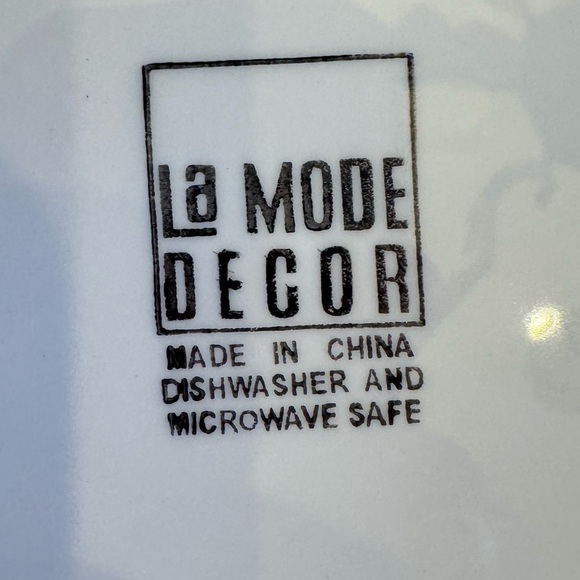 La MODE
DECOR
MADE IN CHINA
DISHWASHER AND
MICROWAVE SAFE